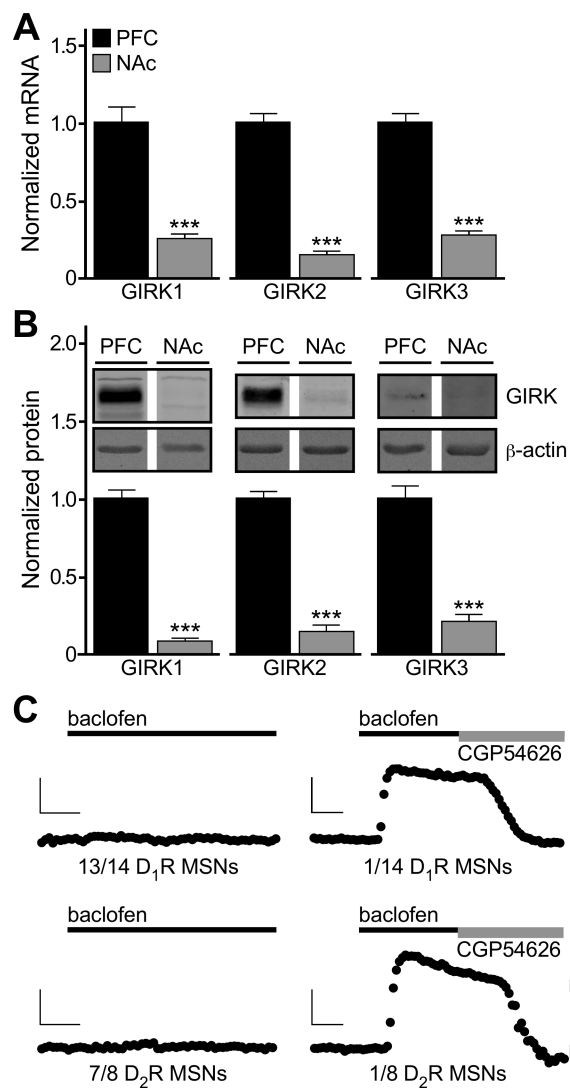 A
Normalized mRNA
1.5
1.0
0.5
0
PFC
NAc
***
***
***
GIRK1
GIRK2
GIRK3
B
Normalized protein
2.0
1.5
1.0
0.5
0
PFC NAc
PFC NAc
PFC NAc
GIRK
β-actin
***
***
***
GIRK1
GIRK2
GIRK3
C
baclofen
13/14 D₁R MSNs
baclofen
CGP54626
1/14 D₁R MSNs
baclofen
7/8 D₂R MSNs
baclofen
CGP54626
1/8 D₂R MSNs